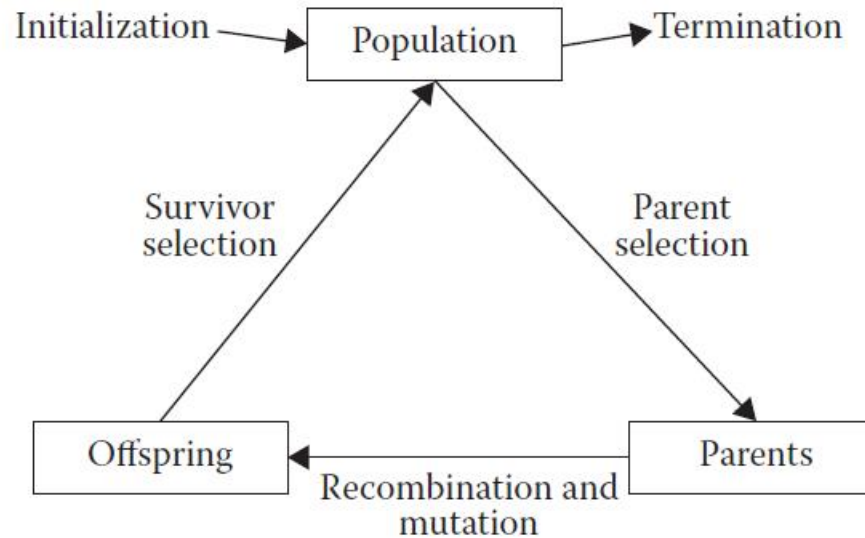 Initialization
Population
Termination
Survivor
selection
Parent
selection
Offspring
Recombination and
mutation
Parents